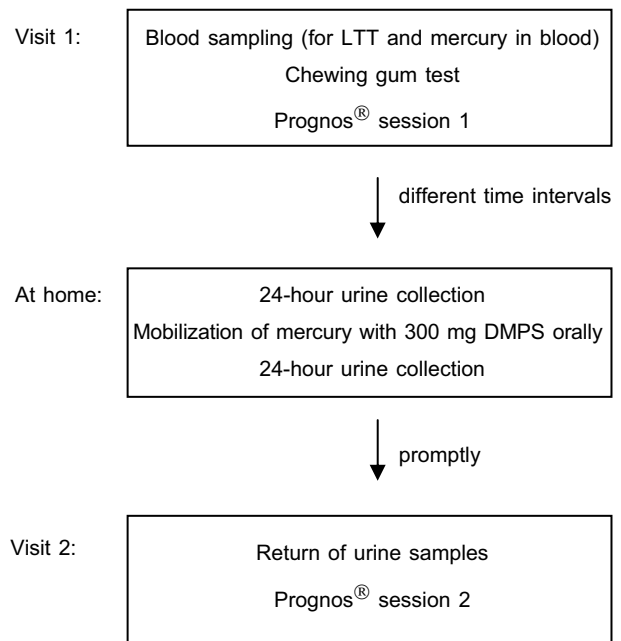 Visit 1:
Blood sampling (for LTT and mercury in blood)
Chewing gum test
Prognos® session 1
different time intervals
At home:
24-hour urine collection
Mobilization of mercury with 300 mg DMPS orally
24-hour urine collection
promptly
Visit 2:
Return of urine samples
Prognos® session 2